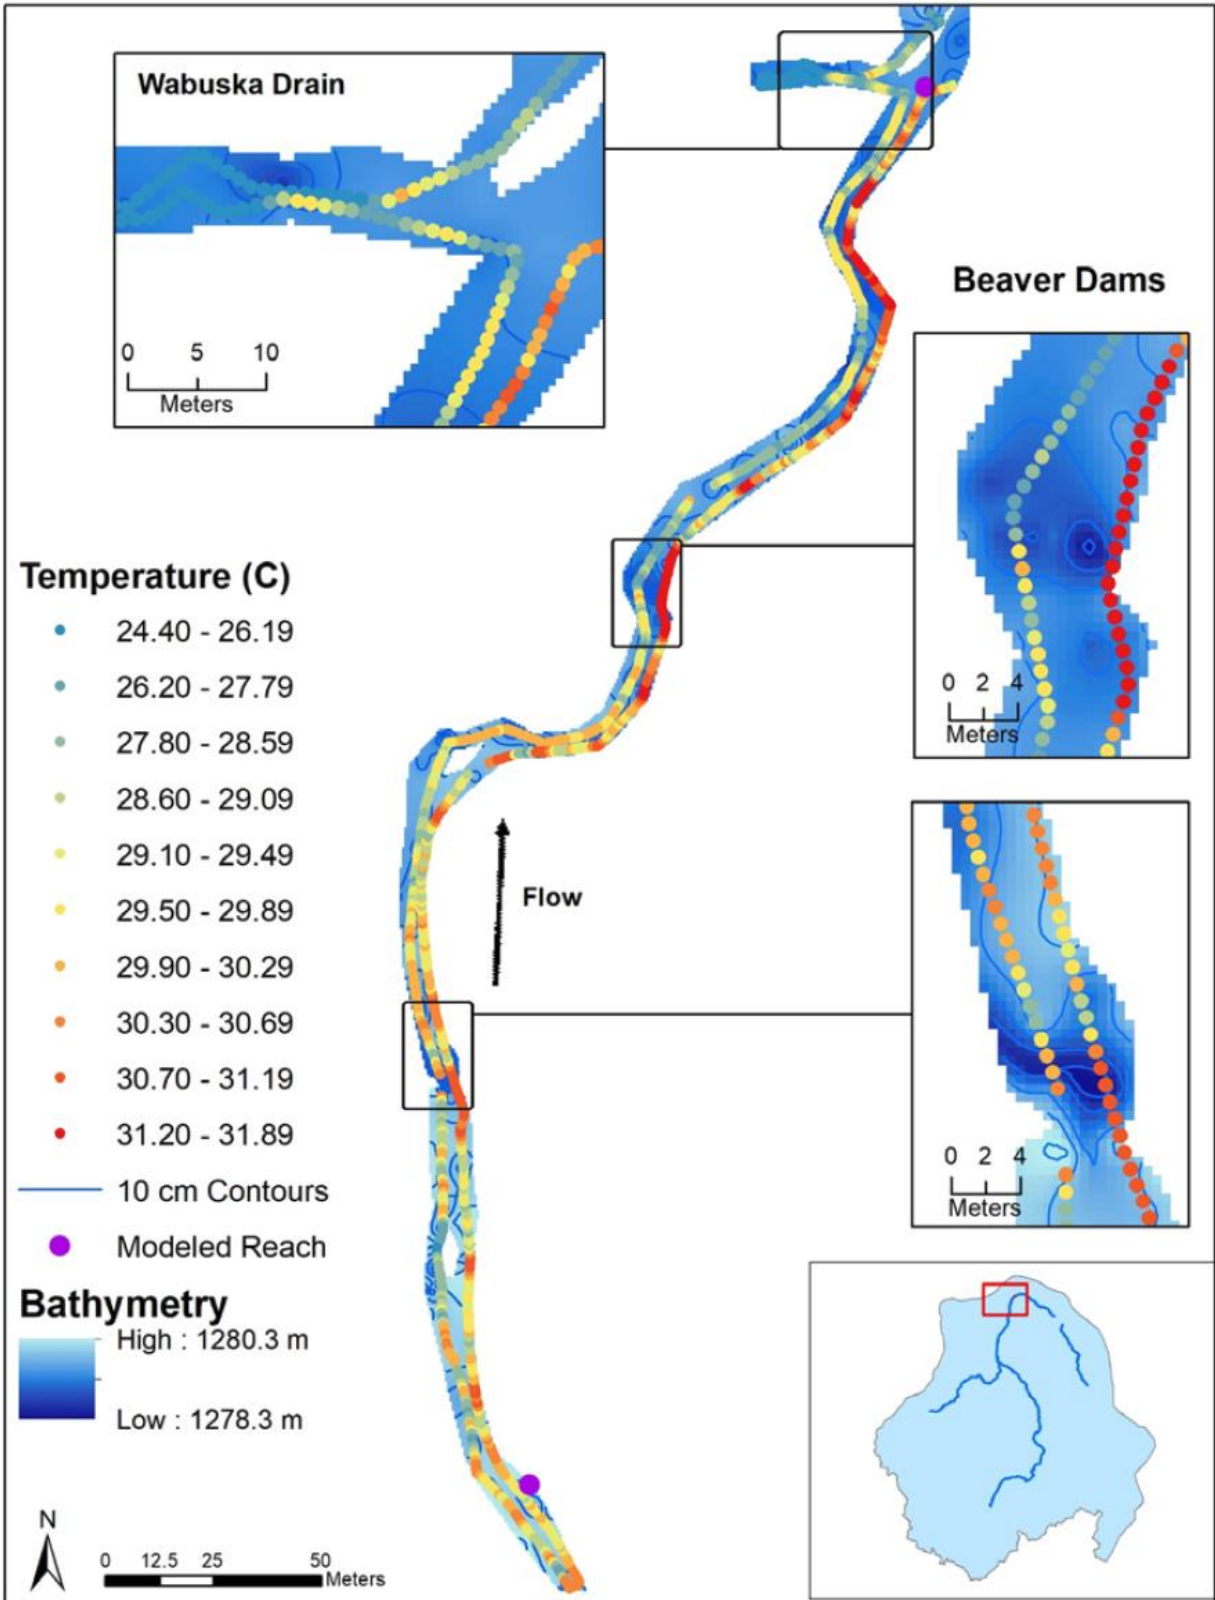 Wabuska Drain
0 5 10
Meters
Beaver Dams
0 2 4
Meters
Temperature (C)
24.40 - 26.19
26.20 - 27.79
27.80 - 28.59
28.60 - 29.09
29.10 - 29.49
29.50 - 29.89
29.90 - 30.29
30.30 - 30.69
30.70 - 31.19
31.20 - 31.89
10 cm Contours
Modeled Reach
Flow
0 2 4
Meters
Bathymetry
High : 1280.3 m
Low : 1278.3 m
N
0 12.5 25 50
Meters